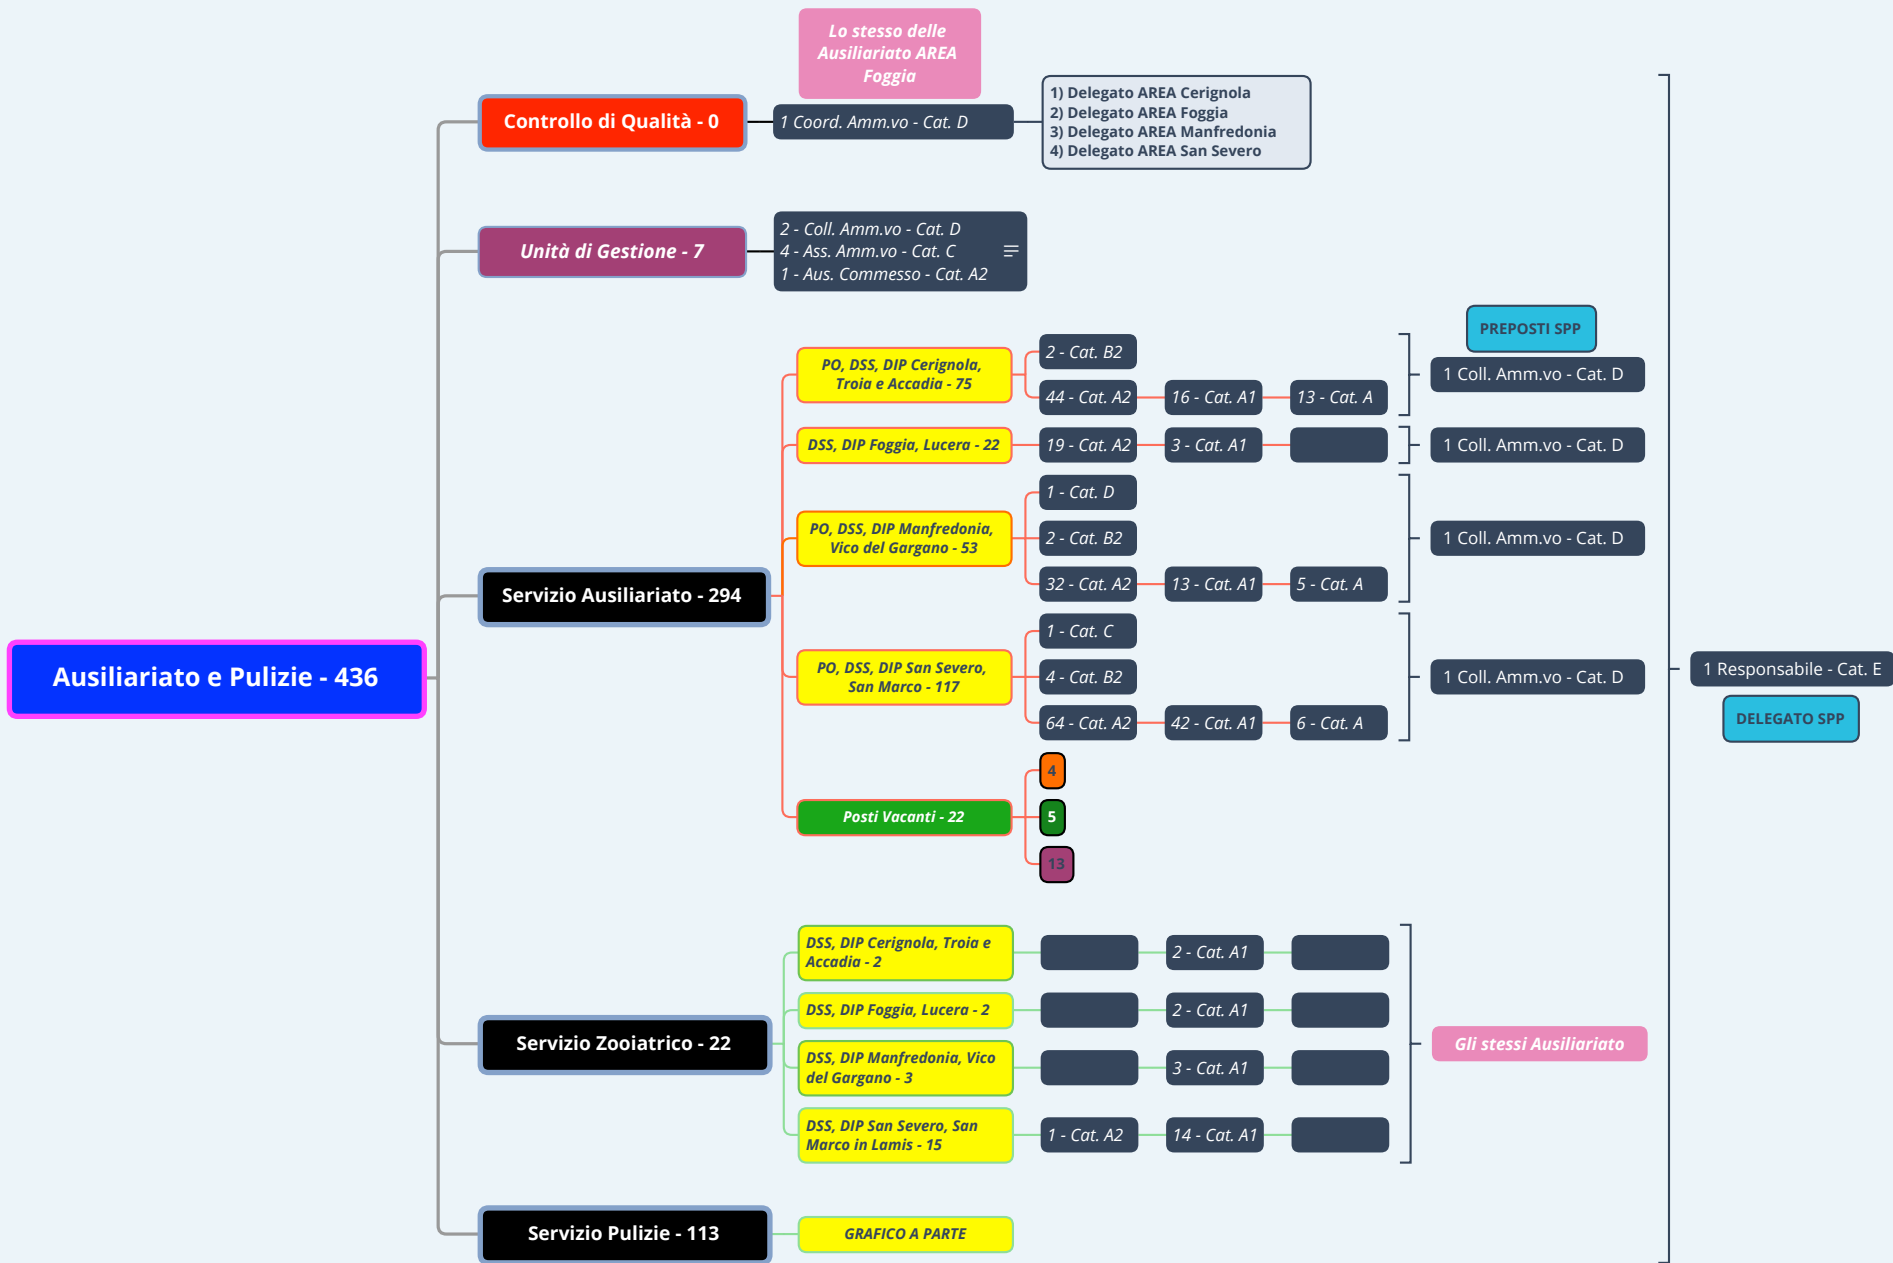 Lo stesso delle
Ausiliariato AREA
Foggia
Controllo di Qualità - 0
1 Coord. Amm.vo - Cat. D
1) Delegato AREA Cerignola
2) Delegato AREA Foggia
3) Delegato AREA Manfredonia
4) Delegato AREA San Severo
Unità di Gestione - 7
2 - Coll. Amm.vo - Cat. D
4 - Ass. Amm.vo - Cat. C
1 - Aus. Commesso - Cat. A2
Ausiliariato e Pulizie - 436
Servizio Ausiliariato - 294
PO, DSS, DIP Cerignola,
Troia e Accadia - 75
2 - Cat. B2
44 - Cat. A2
16 - Cat. A1
13 - Cat. A
PREPOSTI SPP
1 Coll. Amm.vo - Cat. D
DSS, DIP Foggia, Lucera - 22
19 - Cat. A2
3 - Cat. A1
1 Coll. Amm.vo - Cat. D
PO, DSS, DIP Manfredonia,
Vico del Gargano - 53
1 - Cat. D
2 - Cat. B2
32 - Cat. A2
13 - Cat. A1
5 - Cat. A
1 Coll. Amm.vo - Cat. D
PO, DSS, DIP San Severo,
San Marco - 117
1 - Cat. C
4 - Cat. B2
64 - Cat. A2
42 - Cat. A1
6 - Cat. A
1 Coll. Amm.vo - Cat. D
1 Responsabile - Cat. E
DELEGATO SPP
Posti Vacanti - 22
4
5
13
Servizio Zooiatrico - 22
DSS, DIP Cerignola, Troia e
Accadia - 2
2 - Cat. A1
DSS, DIP Foggia, Lucera - 2
2 - Cat. A1
DSS, DIP Manfredonia, Vico
del Gargano - 3
3 - Cat. A1
DSS, DIP San Severo, San
Marco in Lamis - 15
1 - Cat. A2
14 - Cat. A1
Gli stessi Ausiliariato
Servizio Pulizie - 113
GRAFICO A PARTE